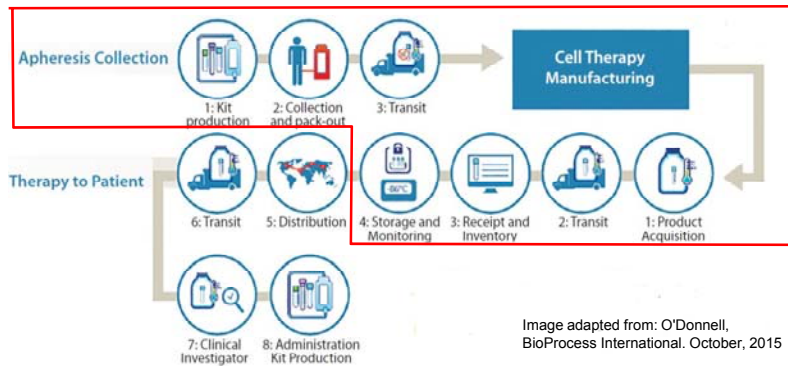 Apheresis Collection
1: Kit
production
2: Collection
and pack-out
3: Transit
Cell Therapy
Manufacturing
Therapy to Patient
6: Transit
5: Distribution
4: Storage and
Monitoring
3: Receipt and
Inventory
2: Transit
1: Product
Acquisition
7: Clinical
Investigator
8: Administration
Kit Production
Image adapted from: O'Donnell,
BioProcess International. October, 2015